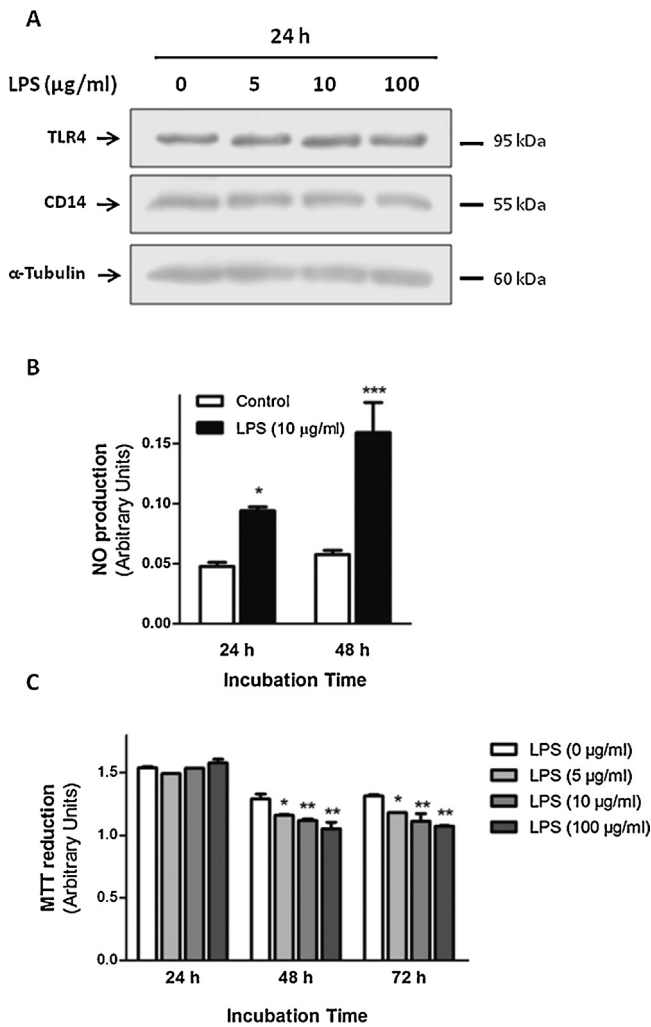 A
24 h
LPS (µg/ml) 0 5 10 100
TLR4 95 kDa
CD14 55 kDa
α-Tubulin 60 kDa
B
Control
LPS (10 µg/ml)
NO production
(Arbitrary Units)
0.15
0.10
0.05
0.00
*
***
24 h 48 h
Incubation Time
C
MTT reduction
(Arbitrary Units)
1.5
1.0
0.5
0.0
* ** ** * ** **
24 h 48 h 72 h
Incubation Time
LPS (0 µg/ml)
LPS (5 µg/ml)
LPS (10 µg/ml)
LPS (100 µg/ml)